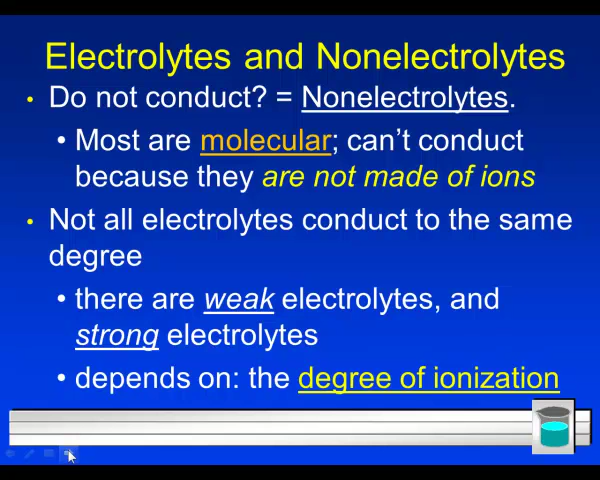 Electrolytes and Nonelectrolytes
• Do not conduct? = Nonelectrolytes.
• Most are molecular; can’t conduct
because they are not made of ions
• Not all electrolytes conduct to the same
degree
• there are weak electrolytes, and
strong electrolytes
• depends on: the degree of ionization